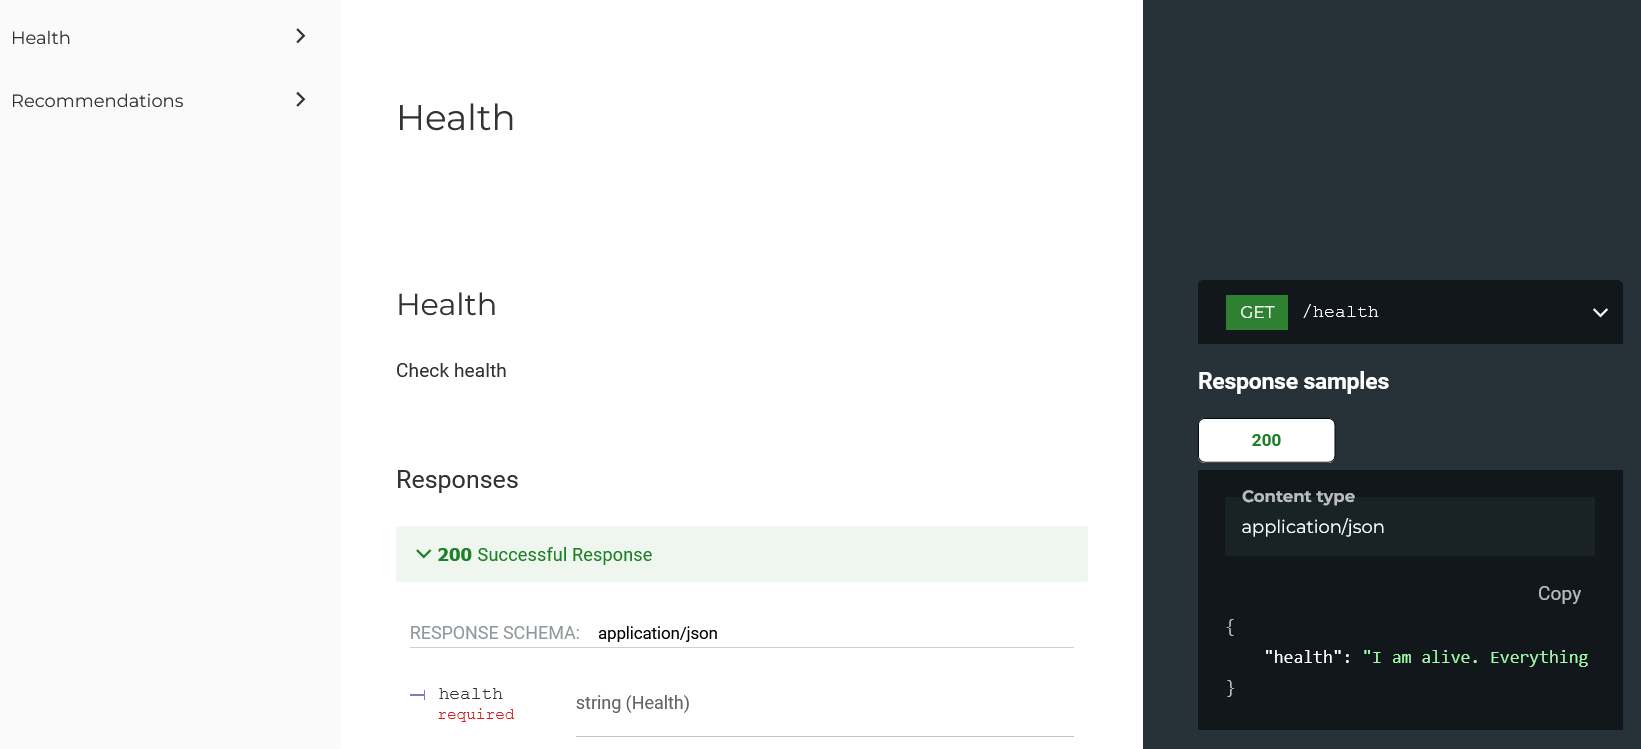 Health
Recommendations
Health
Health
Check health
Responses
200 Successful Response
RESPONSE SCHEMA: application/json
health
required
string (Health)
GET /health
Response samples
200
Content type
application/json
Copy
{
"health": "I am alive. Everything
}